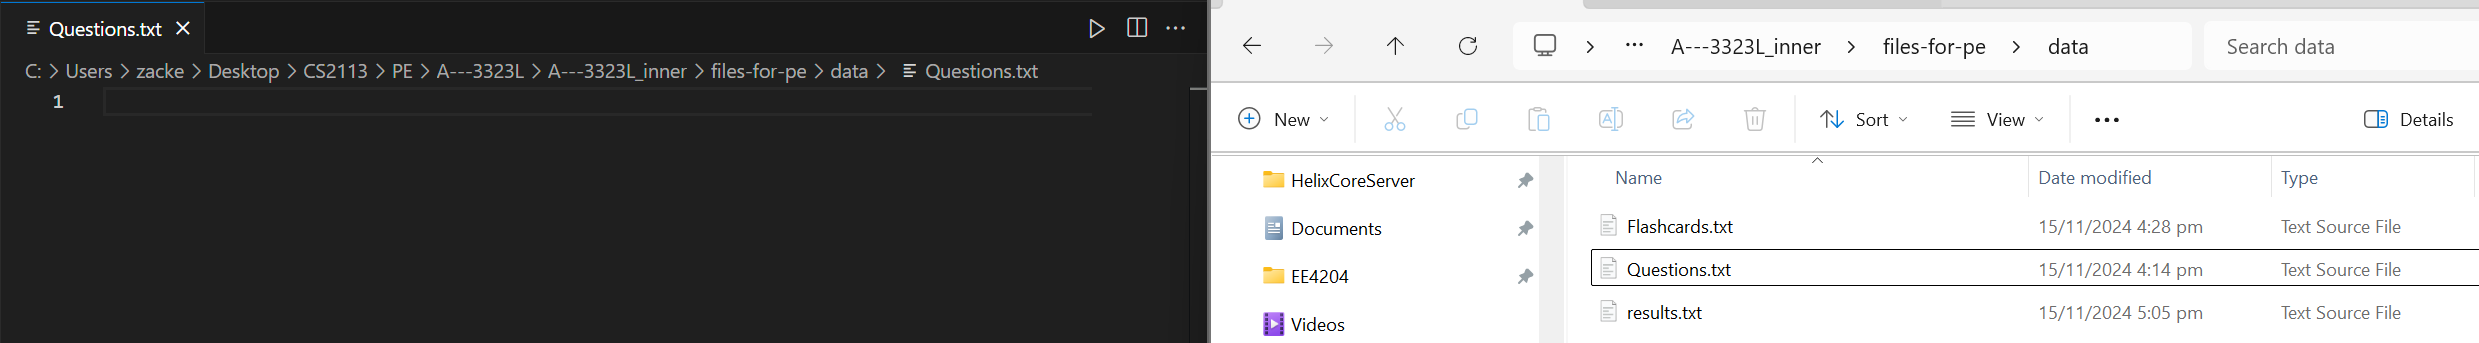 Questions.txt
C: > Users > zacke > Desktop > CS2113 > PE > A---3323L > A---3323L_inner > files-for-pe > data > Questions.txt
1
A---3323L_inner > files-for-pe > data
Search data
New
Sort
View
Details
HelixCoreServer
Documents
EE4204
Videos
Name Date modified Type
Flashcards.txt 15/11/2024 4:28 pm Text Source File
Questions.txt 15/11/2024 4:14 pm Text Source File
results.txt 15/11/2024 5:05 pm Text Source File